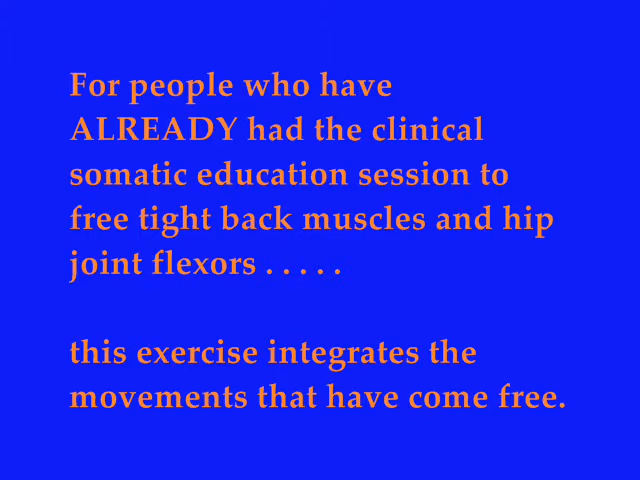 For people who have
ALREADY had the clinical
somatic education session to
free tight back muscles and hip
joint flexors . . . . .
this exercise integrates the
movements that have come free.